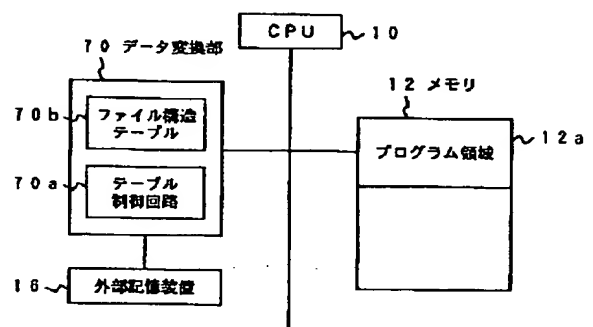 CPU
10
70 データ変換部
70b
ファイル構造
テーブル
70a
テーブル
制御回路
16
外部記憶装置
12 メモリ
プログラム領域
12a